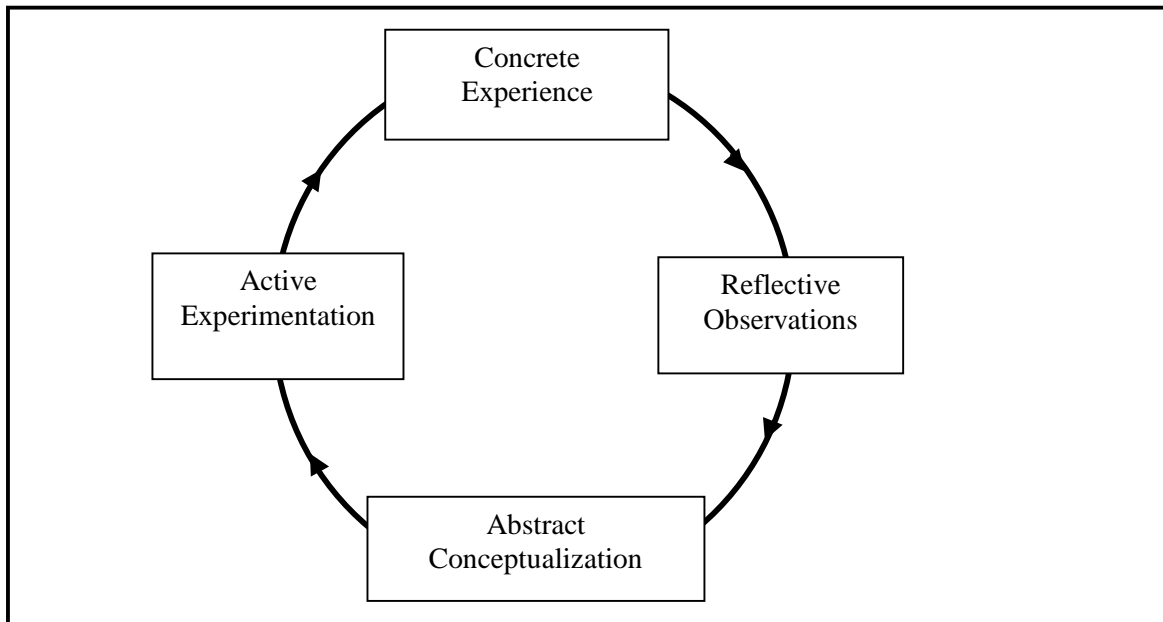 Concrete
Experience
Active
Experimentation
Reflective
Observations
Abstract
Conceptualization